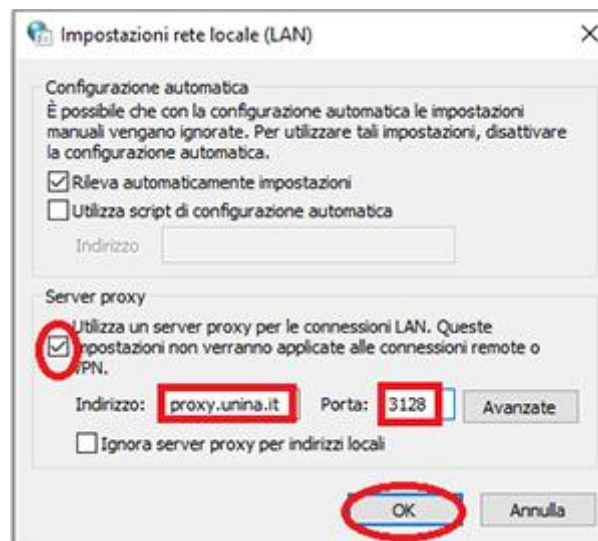 Impostazioni rete locale (LAN)
Configurazione automatica
È possibile che con la configurazione automatica le impostazioni
manuali vengano ignorate. Per utilizzare tali impostazioni, disattivare
la configurazione automatica.
Rileva automaticamente impostazioni
Utilizza script di configurazione automatica
Indirizzo
Server proxy
Utilizza un server proxy per le connessioni LAN. Queste
impostazioni non verranno applicate alle connessioni remote o
VPN.
Indirizzo: proxy.unina.it Porta: 3128 Avanzate
Ignora server proxy per indirizzi locali
OK Annulla